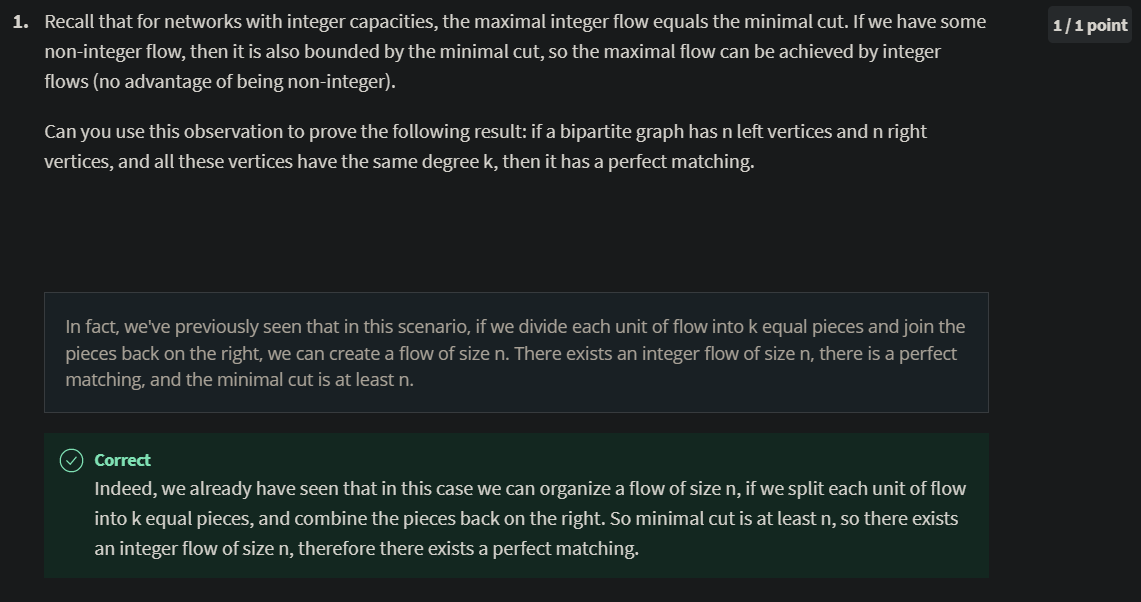 1. Recall that for networks with integer capacities, the maximal integer flow equals the minimal cut. If we have some
1 / 1 point
non-integer flow, then it is also bounded by the minimal cut, so the maximal flow can be achieved by integer
flows (no advantage of being non-integer).
Can you use this observation to prove the following result: if a bipartite graph has n left vertices and n right
vertices, and all these vertices have the same degree k, then it has a perfect matching.
In fact, we've previously seen that in this scenario, if we divide each unit of flow into k equal pieces and join the
pieces back on the right, we can create a flow of size n. There exists an integer flow of size n, there is a perfect
matching, and the minimal cut is at least n.
Correct
Indeed, we already have seen that in this case we can organize a flow of size n, if we split each unit of flow
into k equal pieces, and combine the pieces back on the right. So minimal cut is at least n, so there exists
an integer flow of size n, therefore there exists a perfect matching.